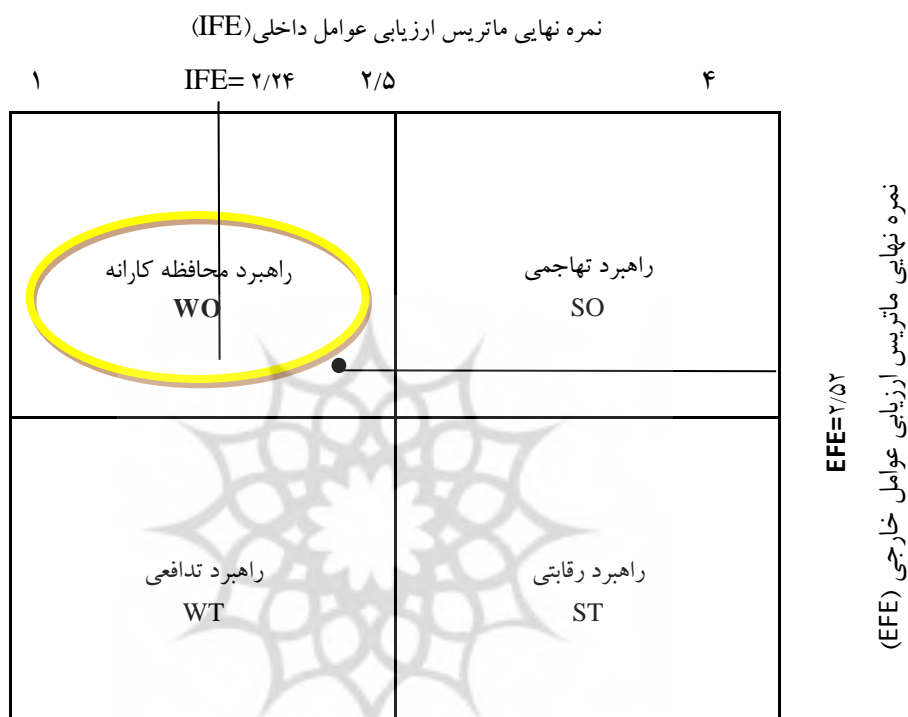 نمره نهایی ماتریس ارزیابی عوامل داخلی(IFE)
۱ IFE= ۲/۲۴ ۲/۵ ۴
راهبرد تهاجمی
SO
راهبرد محافظه کارانه
WO
راهبرد رقابتی
ST
راهبرد تدافعی
WT
EFE=۲/۵۲
نمره نهایی ماتریس ارزیابی عوامل خارجی (EFE)